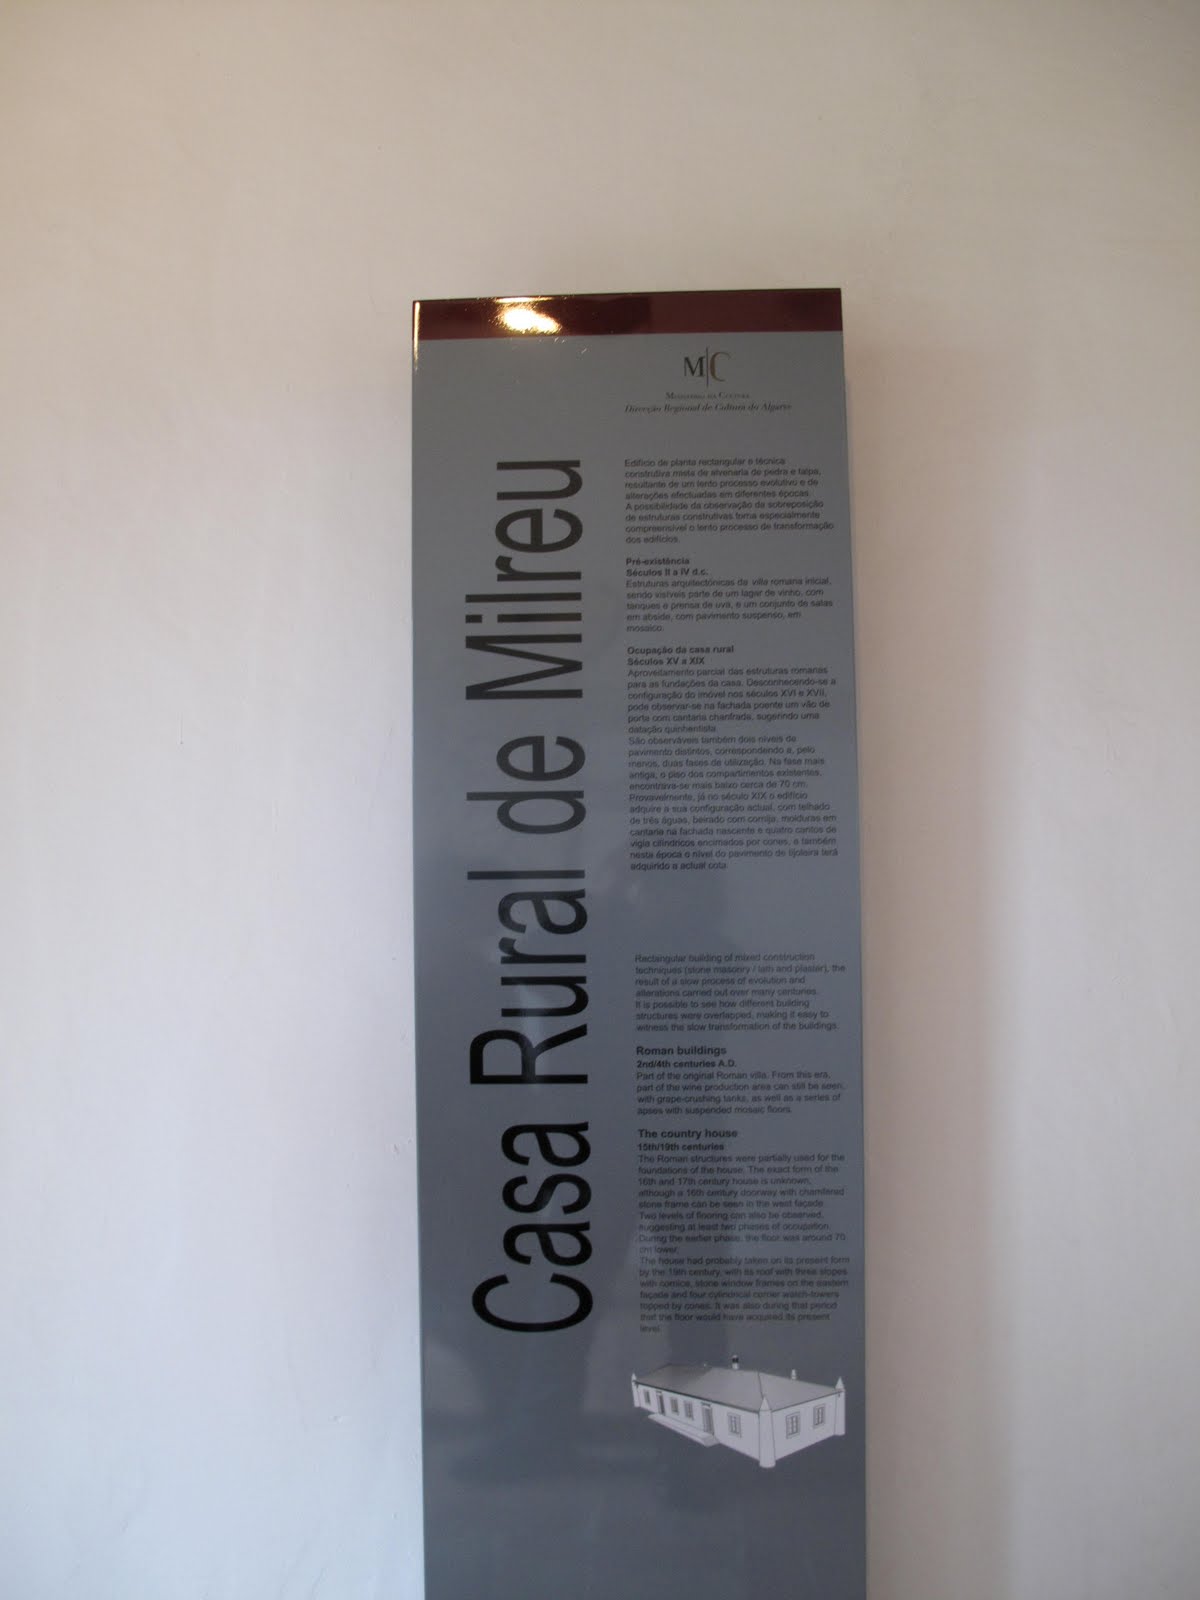 M|C
Ministério da Cultura
Direcção Regional de Cultura do Algarve
Casa Rural de Milreu
Edifício de planta rectangular e técnica
construtiva mista de alvenaria de pedra e taipa,
resultante de um lento processo evolutivo e de
alterações efectuadas em diferentes épocas.
A possibilidade da observação da sobreposição
de estruturas construtivas torna especialmente
compreensível o lento processo de transformação
dos edifícios.
Pré-existência
Séculos II a IV d.c.
Estruturas arquitectónicas da villa romana inicial,
sendo visíveis parte de um lagar de vinho, com
tanques e prensa de uva, e um conjunto de salas
em abside, com pavimento suspenso, em
mosaico.
Ocupação da casa rural
Séculos XV a XIX
Aproveitamento parcial das estruturas romanas
para as fundações da casa. Desconhecendo-se a
configuração do imóvel nos séculos XVI e XVII,
pode observar-se na fachada poente um vão de
porte com cantaria chanfrada, sugerindo uma
datação quinhentista.
São observáveis também dois níveis de
pavimento distintos, correspondendo a, pelo
menos, duas fases de utilização. Na fase mais
antiga, o piso dos compartimentos existentes,
encontrava-se mais baixo cerca de 70 cm.
Provavelmente, já no século XIX o edifício
adquire a sua configuração actual, com telhado
de três águas, beirado com cornija, molduras em
cantaria na fachada nascente e quatro cantos de
vigia cilíndricos encimados por cones, e também
nesta época o nível do pavimento de tijoleira terá
adquirido a actual cota.
Rectangular building of mixed construction
techniques (stone masonry / lath and plaster), the
result of a slow process of evolution and
alterations carried out over many centuries.
It is possible to see how different building
structures were overlapped, making it easy to
witness the slow transformation of the buildings.
Roman buildings
2nd/4th centuries A.D.
Part of the original Roman villa. From this era,
part of the wine production area can still be seen,
with grape-crushing tanks, as well as a series of
apses with suspended mosaic floors.
The country house
15th/19th centuries
The Roman structures were partially used for the
foundations of the house. The exact form of the
16th and 17th century house is unknown,
although a 16th century doorway with chamfered
stone frame can be seen in the west façade.
Two levels of flooring can also be observed,
suggesting at least two phases of occupation.
During the earlier phase, the floor was around 70
cm lower.
The house had probably taken on its present form
by the 19th century, with its roof with three slopes
with cornice, stone window frames on the eastern
façade and four cylindrical corner watch-towers
topped by cones. It was also during that period
that the floor would have acquired its present
level.